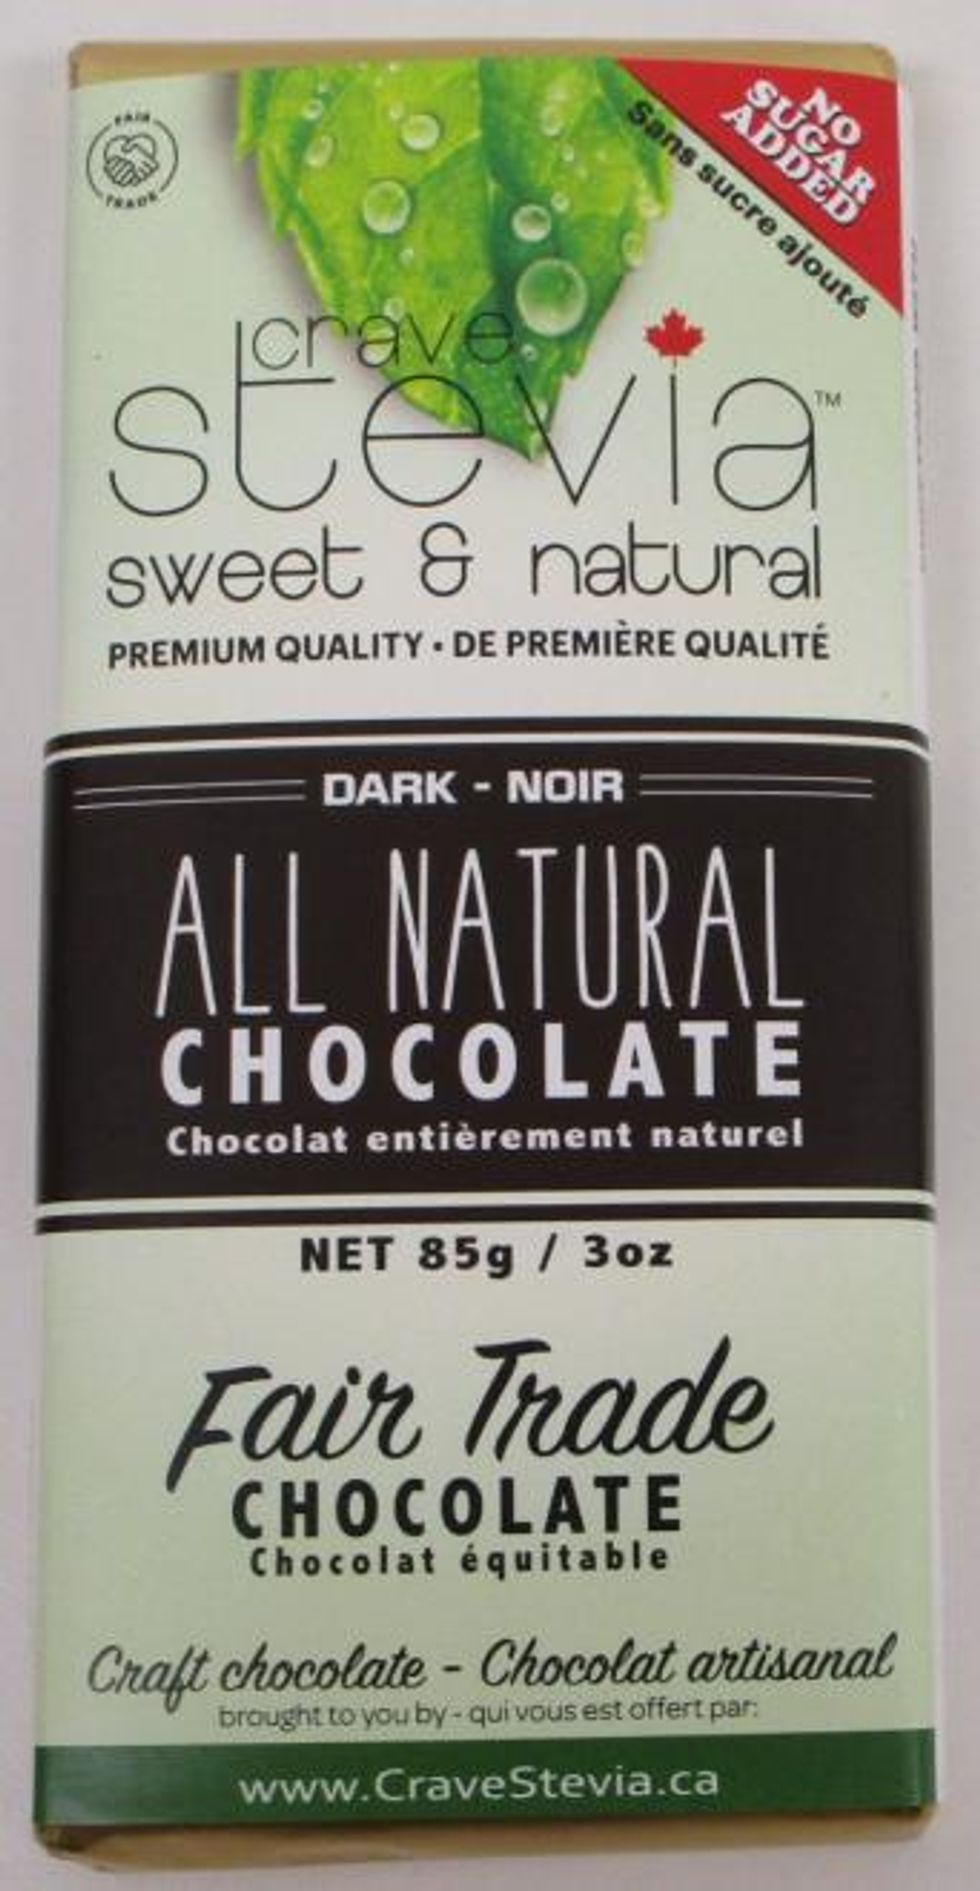 FAIR
TRADE
NO
SUGAR
ADDED
Sans sucre ajouté
crave
stevia™
sweet & natural
PREMIUM QUALITY • DE PREMIÈRE QUALITÉ
DARK - NOIR
ALL NATURAL
CHOCOLATE
Chocolat entièrement naturel
NET 85g / 3oz
Fair Trade
CHOCOLATE
Chocolat équitable
Craft chocolate - Chocolat artisanal
brought to you by - qui vous est offert par:
www.CraveStevia.ca